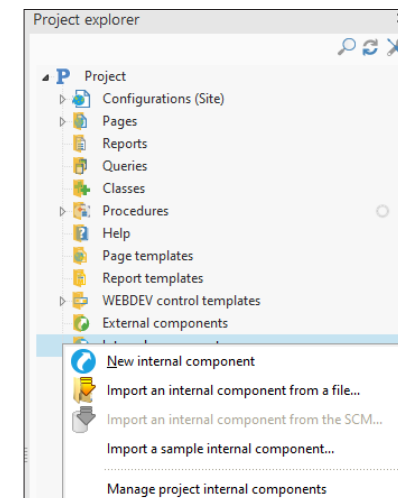 Project explorer
Project
Configurations (Site)
Pages
Reports
Queries
Classes
Procedures
Help
Page templates
Report templates
WEBDEV control templates
External components
New internal component
Import an internal component from a file...
Import an internal component from the SCM...
Import a sample internal component...
Manage project internal components